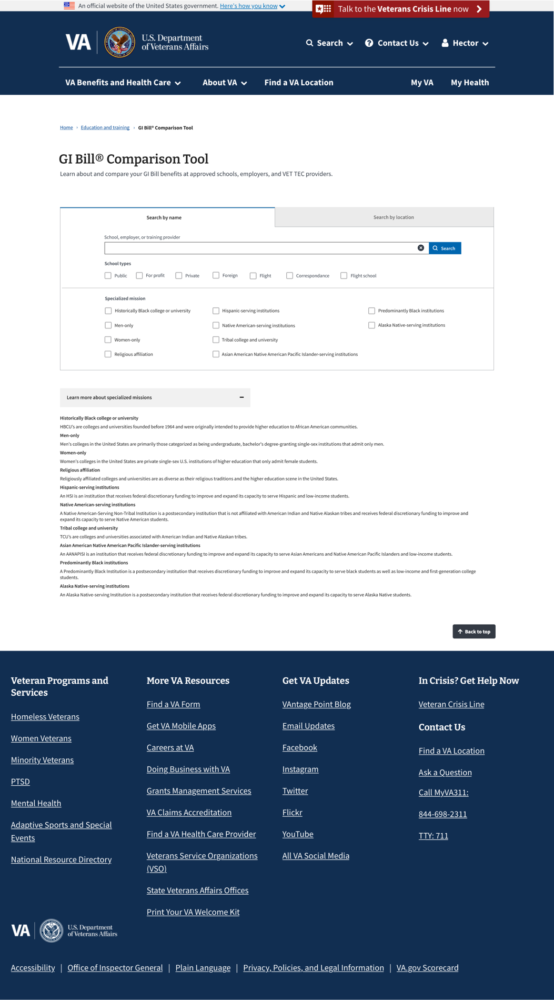 An official website of the United States government. Here's how you know
Talk to the Veterans Crisis Line now
VA
U.S. Department
of Veterans Affairs
Search
Contact Us
Hector
VA Benefits and Health Care
About VA
Find a VA Location
My VA
My Health
Home › Education and training › GI Bill® Comparison Tool
GI Bill® Comparison Tool
Learn about and compare your GI Bill benefits at approved schools, employers, and VET TEC providers.
Search by name
Search by location
School, employer, or training provider
Search
School types
Public
For profit
Private
Foreign
Flight
Correspondance
Flight school
Specialized mission
Historically Black college or university
Hispanic-serving institutions
Predominantly Black institutions
Men-only
Native American-serving institutions
Alaska Native-serving institutions
Women-only
Tribal college and university
Religious affiliation
Asian American Native American Pacific Islander-serving institutions
Learn more about specialized missions
Historically Black college or university
HBCU's are colleges and universities founded before 1964 and were originally intended to provide higher education to African American communities.
Men-only
Men's colleges in the United States are primarily those categorized as being undergraduate, bachelor's degree-granting single-sex institutions that admit only men.
Women-only
Women's colleges in the United States are private single-sex U.S. institutions of higher education that only admit female students.
Religious affiliation
Religiously affiliated colleges and universities are as diverse as their religious traditions and the higher education scene in the United States.
Hispanic-serving institutions
An HSI is an institution that receives federal discretionary funding to improve and expand its capacity to serve Hispanic and low-income students.
Native American-serving institutions
A Native American-Serving Non-Tribal Institution is a postsecondary institution that is not affiliated with American Indian and Native Alaskan tribes and receives federal discretionary funding to improve and
expand its capacity to serve Native American students.
Tribal college and university
TCU's are colleges and universities associated with American Indian and Native Alaskan tribes.
Asian American Native American Pacific Islander-serving institutions
An AANAPISI is an institution that receives federal discretionary funding to improve and expand its capacity to serve Asian Americans and Native American Pacific Islanders and low-income students.
Predominantly Black institutions
A Predominantly Black Institution is a postsecondary institution that receives discretionary funding to improve and expand its capacity to serve black students as well as low-income and first-generation college
students.
Alaska Native-serving institutions
An Alaska Native-serving Institution is a postsecondary institution that receives federal discretionary funding to improve and expand its capacity to serve Alaska Native students.
Back to top
Veteran Programs and
Services
Homeless Veterans
Women Veterans
Minority Veterans
PTSD
Mental Health
Adaptive Sports and Special
Events
National Resource Directory
More VA Resources
Find a VA Form
Get VA Mobile Apps
Careers at VA
Doing Business with VA
Grants Management Services
VA Claims Accreditation
Find a VA Health Care Provider
Veterans Service Organizations
(VSO)
State Veterans Affairs Offices
Print Your VA Welcome Kit
Get VA Updates
VAntage Point Blog
Email Updates
Facebook
Instagram
Twitter
Flickr
YouTube
All VA Social Media
In Crisis? Get Help Now
Veteran Crisis Line
Contact Us
Find a VA Location
Ask a Question
Call MyVA311:
844-698-2311
TTY: 711
VA
U.S. Department
of Veterans Affairs
Accessibility | Office of Inspector General | Plain Language | Privacy, Policies, and Legal Information | VA.gov Scorecard